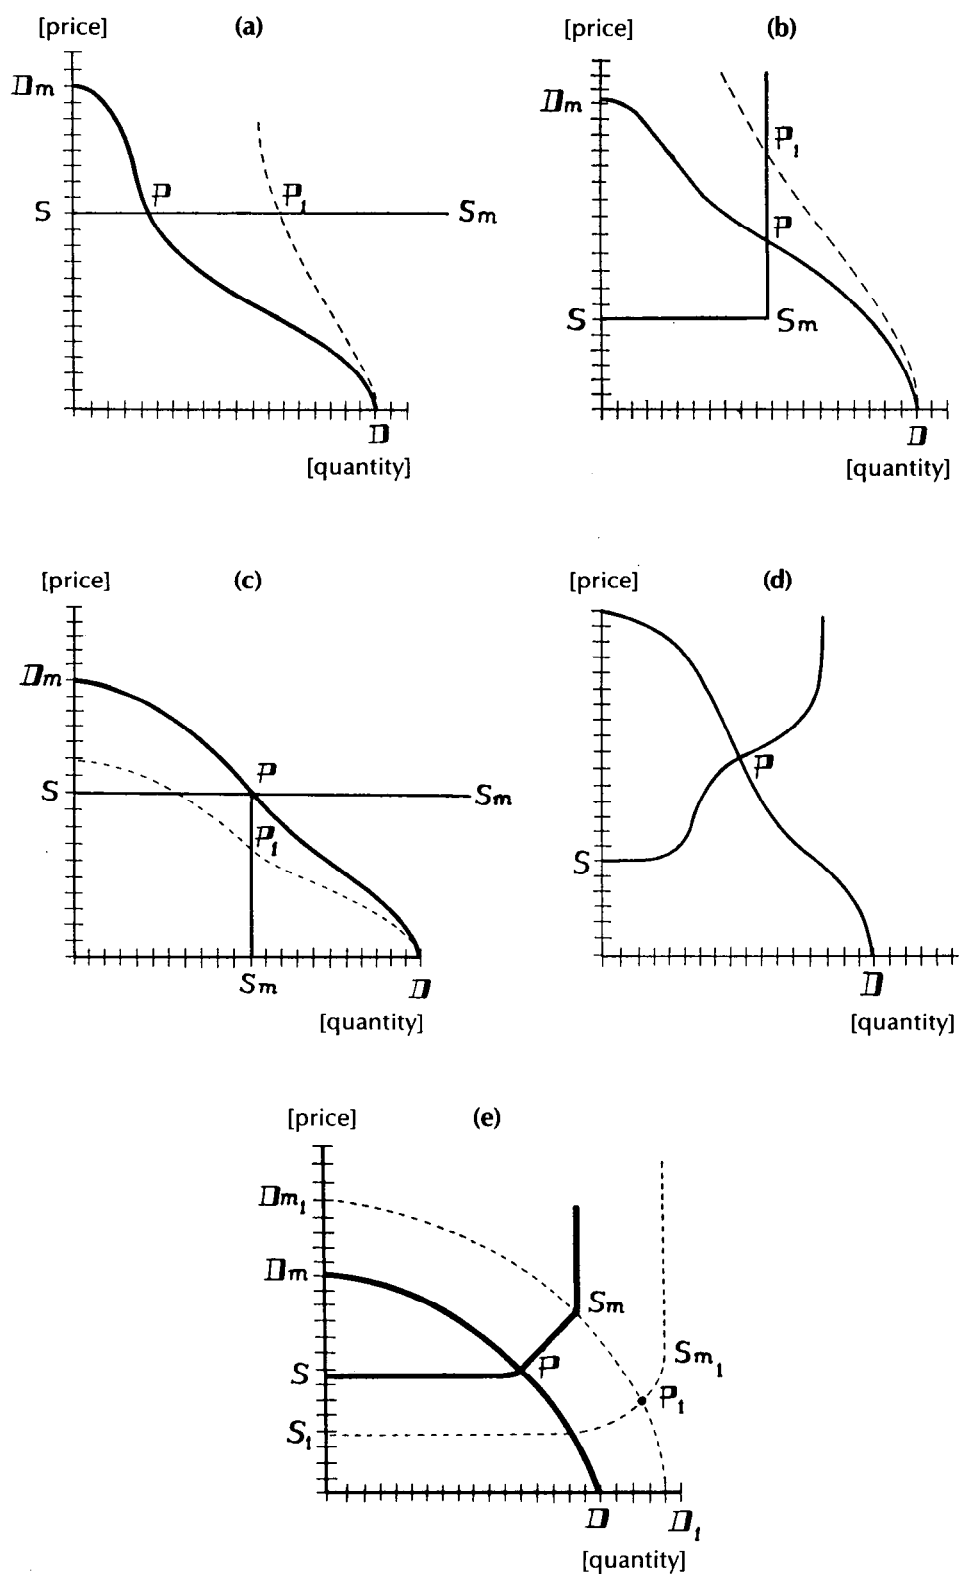 [price] (a)
Dm
P P1
S Sm
D
[quantity]
[price] (b)
Dm
P1
P
S Sm
D
[quantity]
[price] (c)
Dm
P
S Sm
P1
Sm D
[quantity]
[price] (d)
P
S
D
[quantity]
[price] (e)
Dm1
Dm
Sm
Sm1
S P
P1
S1
D D1
[quantity]